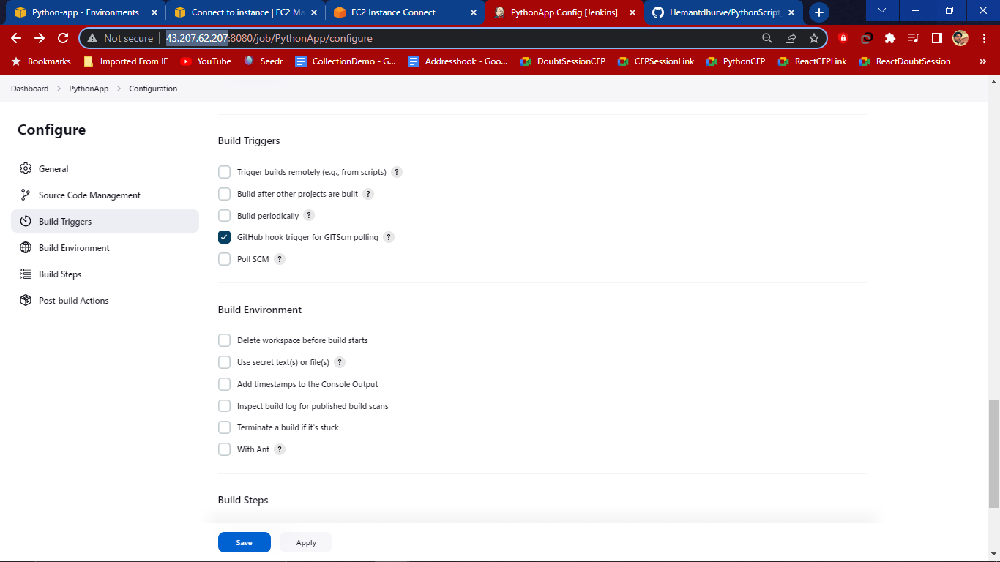 Python-app - Environments
Connect to instance | EC2 Ma
EC2 Instance Connect
PythonApp Config [Jenkins]
Hemantdhurve/PythonScript
Not secure
43.207.62.207:8080/job/PythonApp/configure
Bookmarks
Imported From IE
YouTube
Seedr
CollectionDemo - G...
Addressbook - Goo...
DoubtSessionCFP
CFPSessionLink
PythonCFP
ReactCFPLink
ReactDoubtSession
»
Dashboard > PythonApp > Configuration
Configure
General
Source Code Management
Build Triggers
Build Environment
Build Steps
Post-build Actions
Build Triggers
Trigger builds remotely (e.g., from scripts) ?
Build after other projects are built ?
Build periodically ?
GitHub hook trigger for GITScm polling ?
Poll SCM ?
Build Environment
Delete workspace before build starts
Use secret text(s) or file(s) ?
Add timestamps to the Console Output
Inspect build log for published build scans
Terminate a build if it's stuck
With Ant ?
Build Steps
Save
Apply